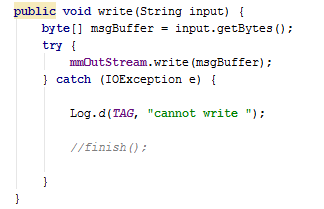 public void write(String input) {
    byte[] msgBuffer = input.getBytes();
    try {
        mmOutStream.write(msgBuffer);
    } catch (IOException e) {
        Log.d(TAG, "cannot write ");
        //finish();
    }
}